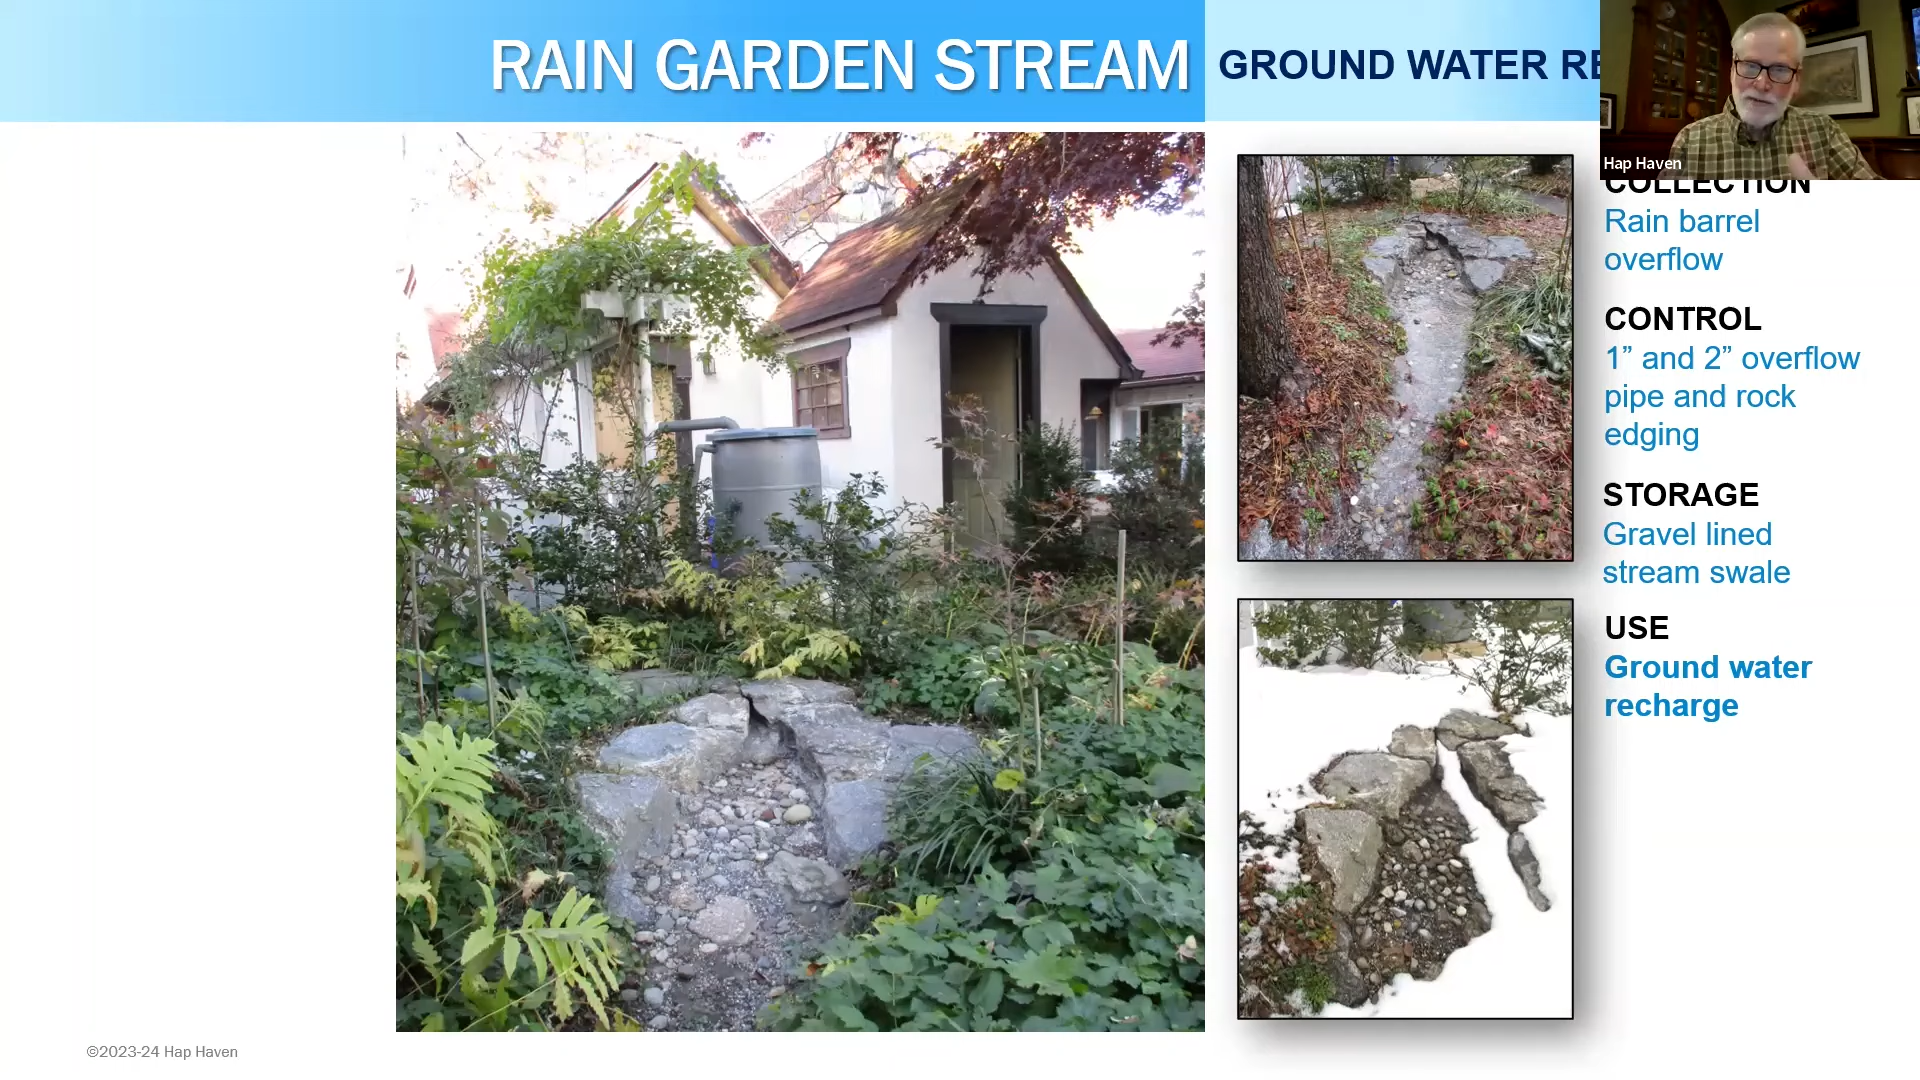 RAIN GARDEN STREAM
GROUND WATER
Hap Haven
COLLECTION
Rain barrel
overflow
CONTROL
1” and 2” overflow
pipe and rock
edging
STORAGE
Gravel lined
stream swale
USE
Ground water
recharge
©2023-24 Hap Haven